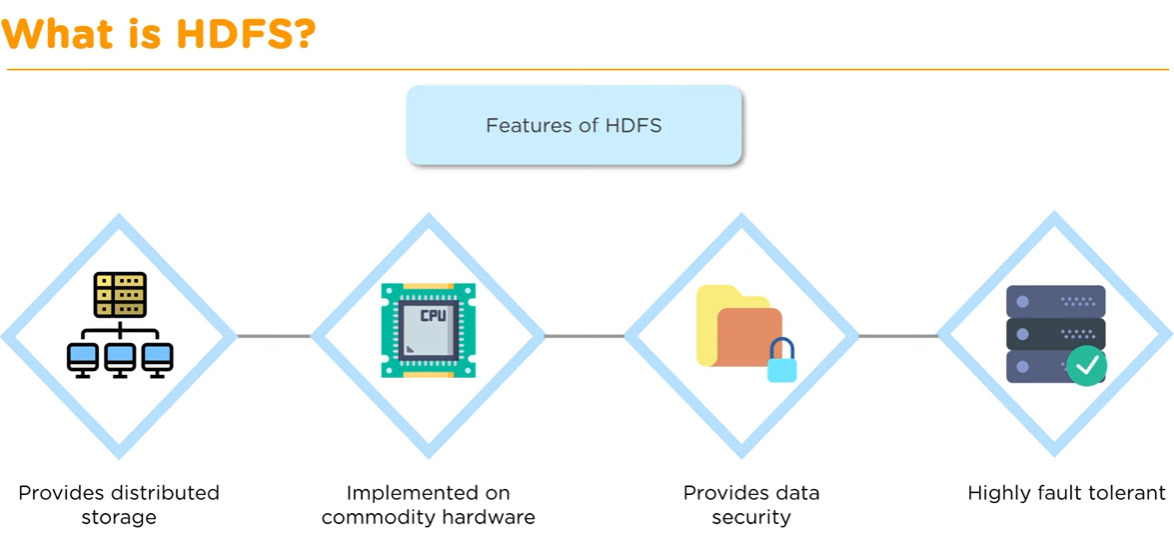 What is HDFS?
Features of HDFS
CPU
Provides distributed
storage
Implemented on
commodity hardware
Provides data
security
Highly fault tolerant